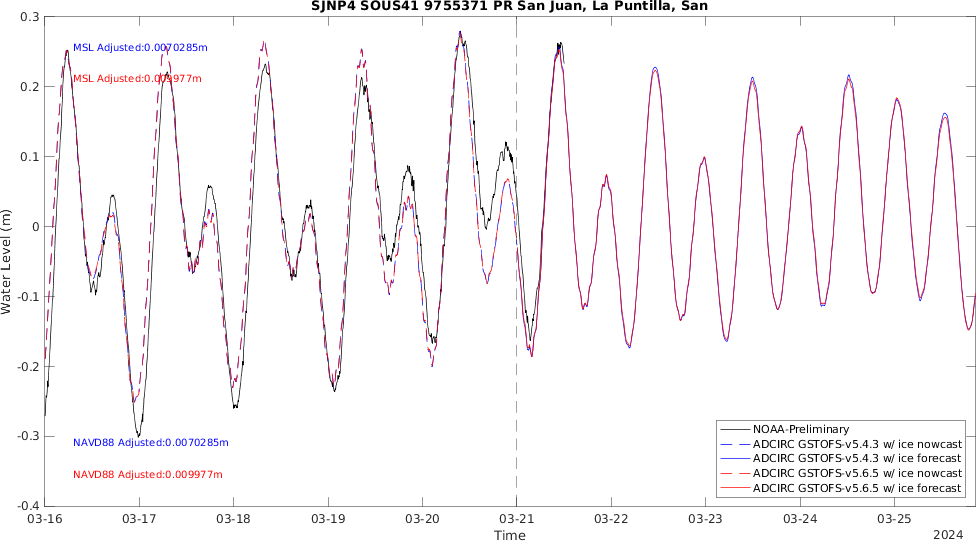 SJNP4 SOUS41 9755371 PR San Juan, La Puntilla, San
0.3
0.2
0.1
0
-0.1
-0.2
-0.3
-0.4
Water Level (m)
MSL Adjusted:0.0070285m
MSL Adjusted:0.009977m
NAVD88 Adjusted:0.0070285m
NAVD88 Adjusted:0.009977m
NOAA-Preliminary
ADCIRC GSTOFS-v5.4.3 w/ ice nowcast
ADCIRC GSTOFS-v5.4.3 w/ ice forecast
ADCIRC GSTOFS-v5.6.5 w/ ice nowcast
ADCIRC GSTOFS-v5.6.5 w/ ice forecast
03-16 03-17 03-18 03-19 03-20 03-21 03-22 03-23 03-24 03-25
Time
2024